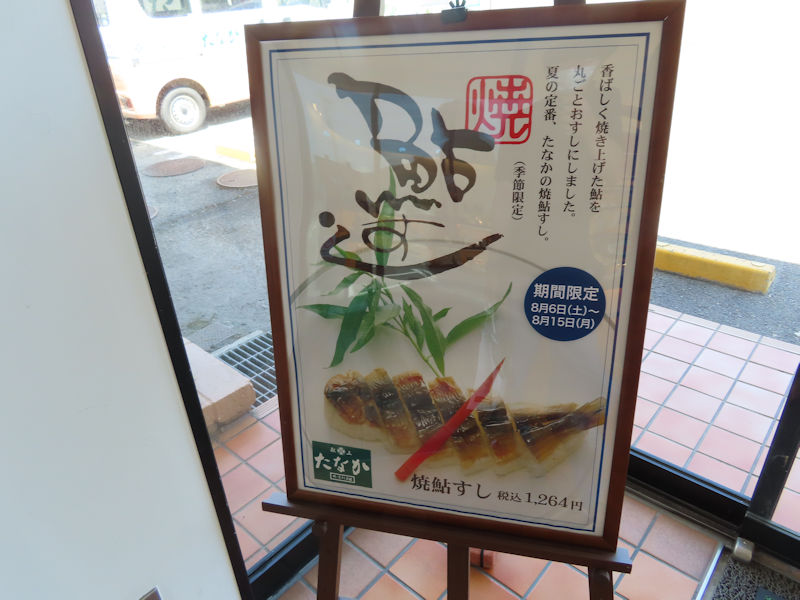 焼
鮎
すし
香ばしく焼き上げた鮎を
丸ごとおすしにしました。
夏の定番、たなかの焼鮎すし。
(季節限定)
期間限定
8月6日(土)～
8月15日(月)
たなか
焼鮎すし 税込1,264円